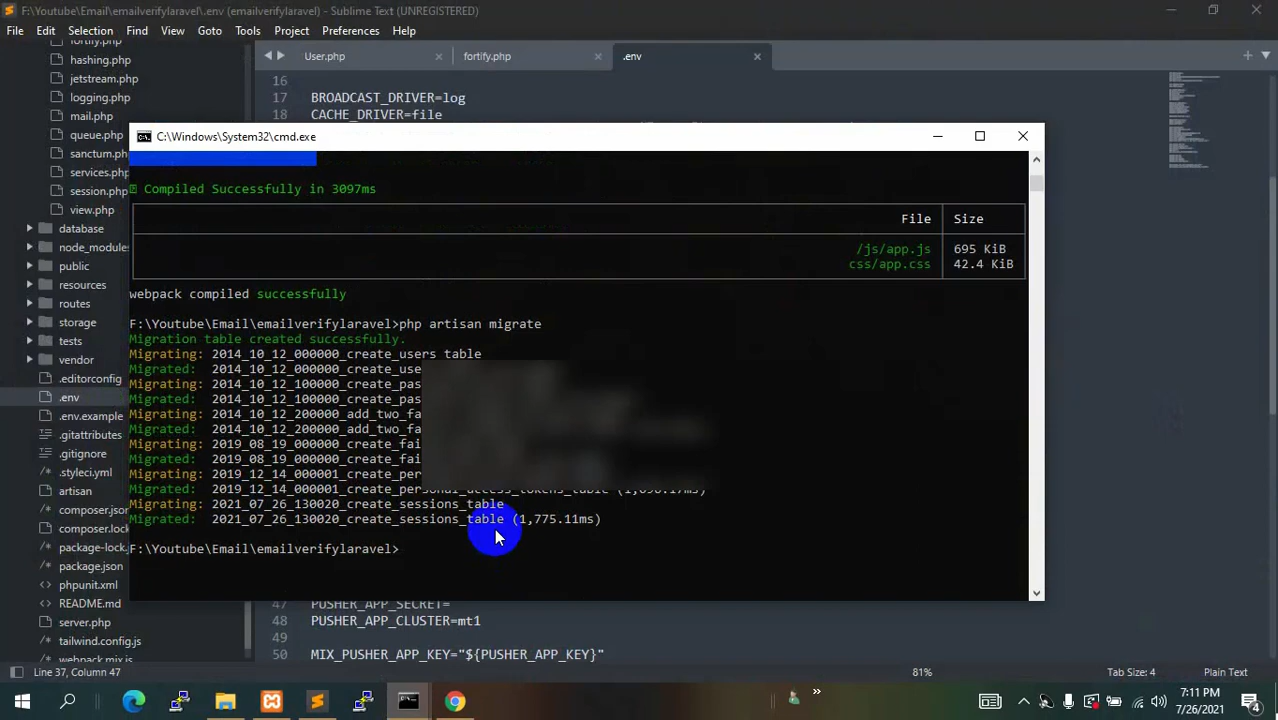 F:\Youtube\Email\emailverifylaravel\.env (emailverifylaravel) - Sublime Text (UNREGISTERED)
File Edit Selection Find View Goto Tools Project Preferences Help
fortify.php
hashing.php
jetstream.php
logging.php
mail.php
queue.php
sanctum.ph
services.php
session.php
view.php
database
node_modules
public
resources
routes
storage
tests
vendor
.editorconfig
.env
.env.example
.gitattributes
.gitignore
.styleci.yml
artisan
composer.json
composer.lock
package-lock
package.json
phpunit.xml
README.md
server.php
tailwind.config.js
webpack.mix.js
User.php fortify.php .env
16
17 BROADCAST_DRIVER=log
18 CACHE_DRIVER=file
C:\Windows\System32\cmd.exe
Compiled Successfully in 3097ms
File Size
/js/app.js 695 KiB
css/app.css 42.4 KiB
webpack compiled successfully
F:\Youtube\Email\emailverifylaravel>php artisan migrate
Migration table created successfully.
Migrating: 2014_10_12_000000_create_users_table
Migrated: 2014_10_12_000000_create_use
Migrating: 2014_10_12_100000_create_pas
Migrated: 2014_10_12_100000_create_pas
Migrating: 2014_10_12_200000_add_two_fa
Migrated: 2014_10_12_200000_add_two_fa
Migrating: 2019_08_19_000000_create_fai
Migrated: 2019_08_19_000000_create_fai
Migrating: 2019_12_14_000001_create_per
Migrated: 2019_12_14_000001_create_personal_access_tokens_table
Migrating: 2021_07_26_130020_create_sessions_table
Migrated: 2021_07_26_130020_create_sessions_table (1,775.11ms)
F:\Youtube\Email\emailverifylaravel>
47 PUSHER_APP_SECRET=
48 PUSHER_APP_CLUSTER=mt1
49
50 MIX_PUSHER_APP_KEY="${PUSHER_APP_KEY}"
Line 37, Column 47 81% Tab Size: 4 Plain Text
7:11 PM
7/26/2021
4